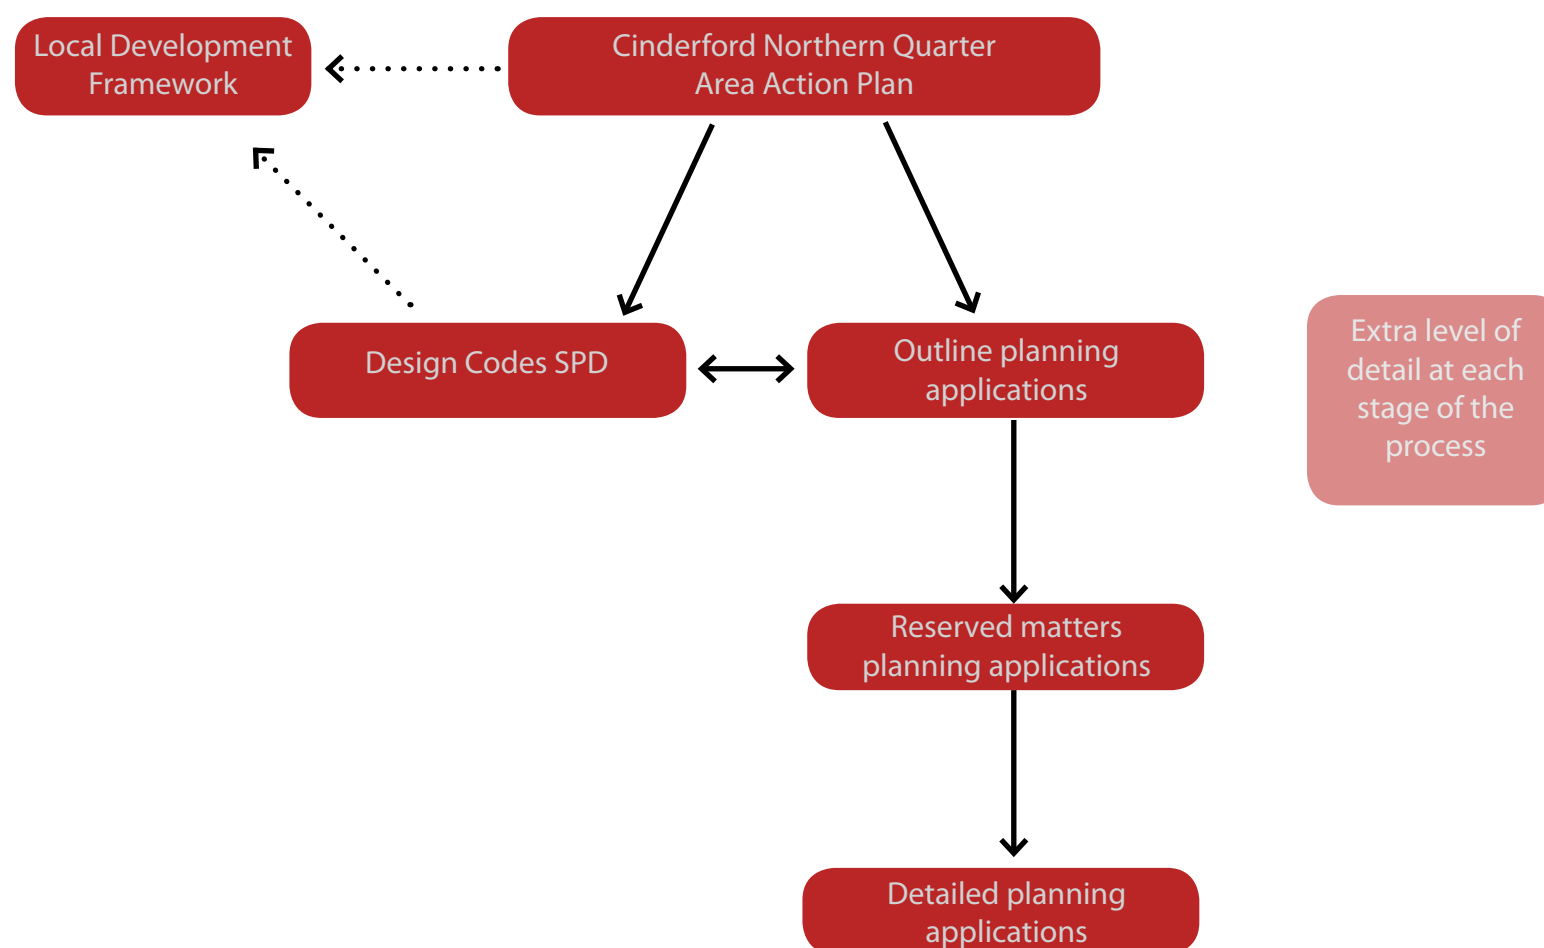 Local Development
Framework
Cinderford Northern Quarter
Area Action Plan
Design Codes SPD
Outline planning
applications
Extra level of
detail at each
stage of the
process
Reserved matters
planning applications
Detailed planning
applications